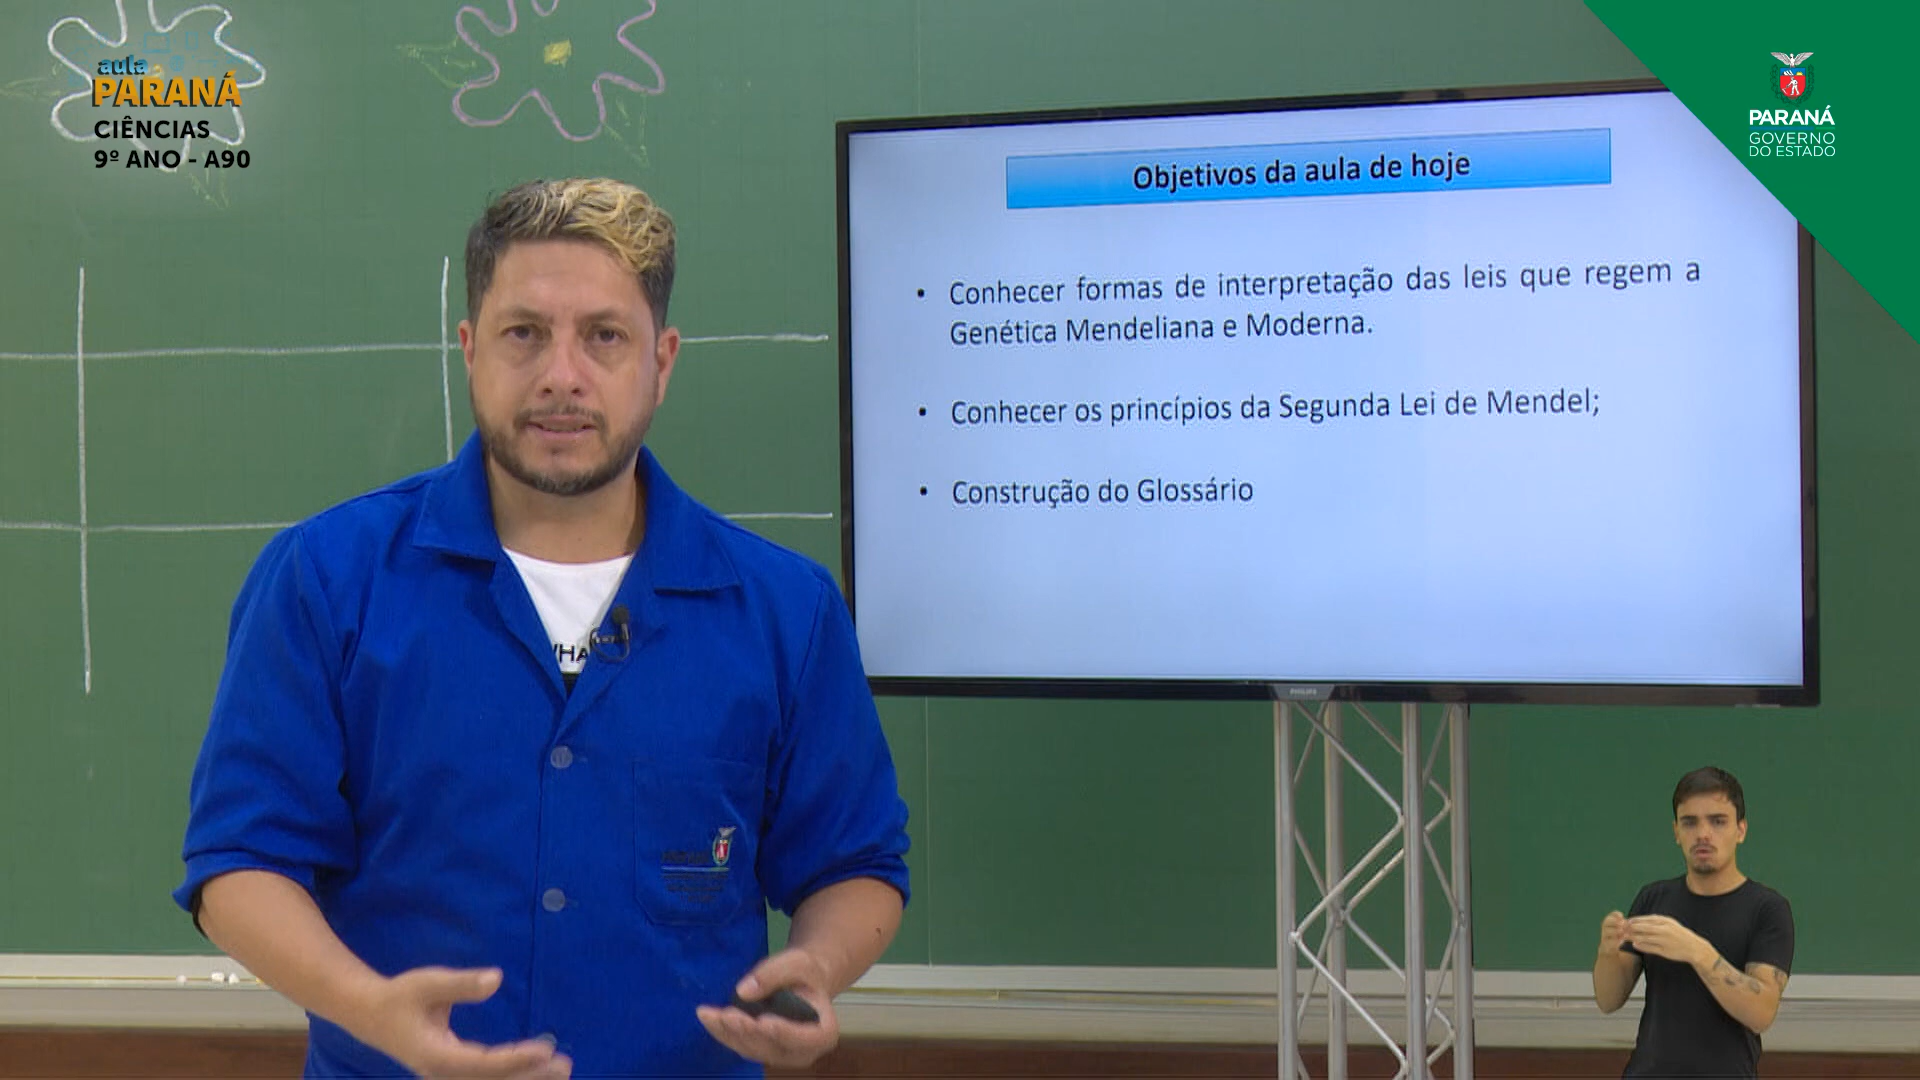 aula
PARANÁ
CIÊNCIAS
9º ANO - A90
PARANÁ
GOVERNO
DO ESTADO
Objetivos da aula de hoje
• Conhecer formas de interpretação das leis que regem a
Genética Mendeliana e Moderna.
• Conhecer os princípios da Segunda Lei de Mendel;
• Construção do Glossário
PHILIPS